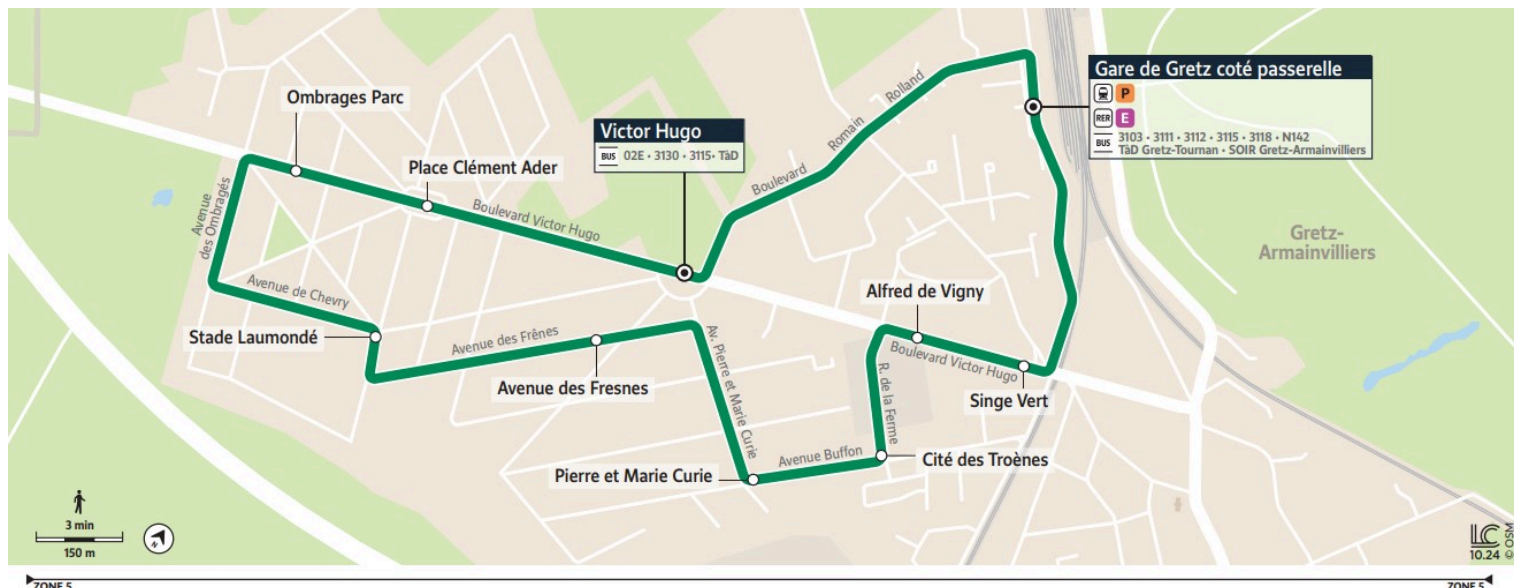 Gare de Gretz coté passerelle
P
RER E
BUS 3103 • 3111 • 3112 • 3115 • 3118 • N142
TàD Gretz-Tournan • SOIR Gretz-Armainvilliers
Ombrages Parc
Victor Hugo
BUS 02E • 3130 • 3115• TàD
Place Clément Ader
Boulevard Romain Rolland
Avenue
des Ombragés
Boulevard Victor Hugo
Gretz-
Armainvilliers
Avenue de Chevry
Alfred de Vigny
Stade Laumondé
Avenue des Frênes
Av. Pierre et Marie Curie
Boulevard Victor Hugo
R. de la Ferme
Avenue des Fresnes
Singe Vert
Avenue Buffon
Cité des Troènes
Pierre et Marie Curie
3 min
150 m
N
LC
10.24 © OSM
ZONE 5
ZONE 5